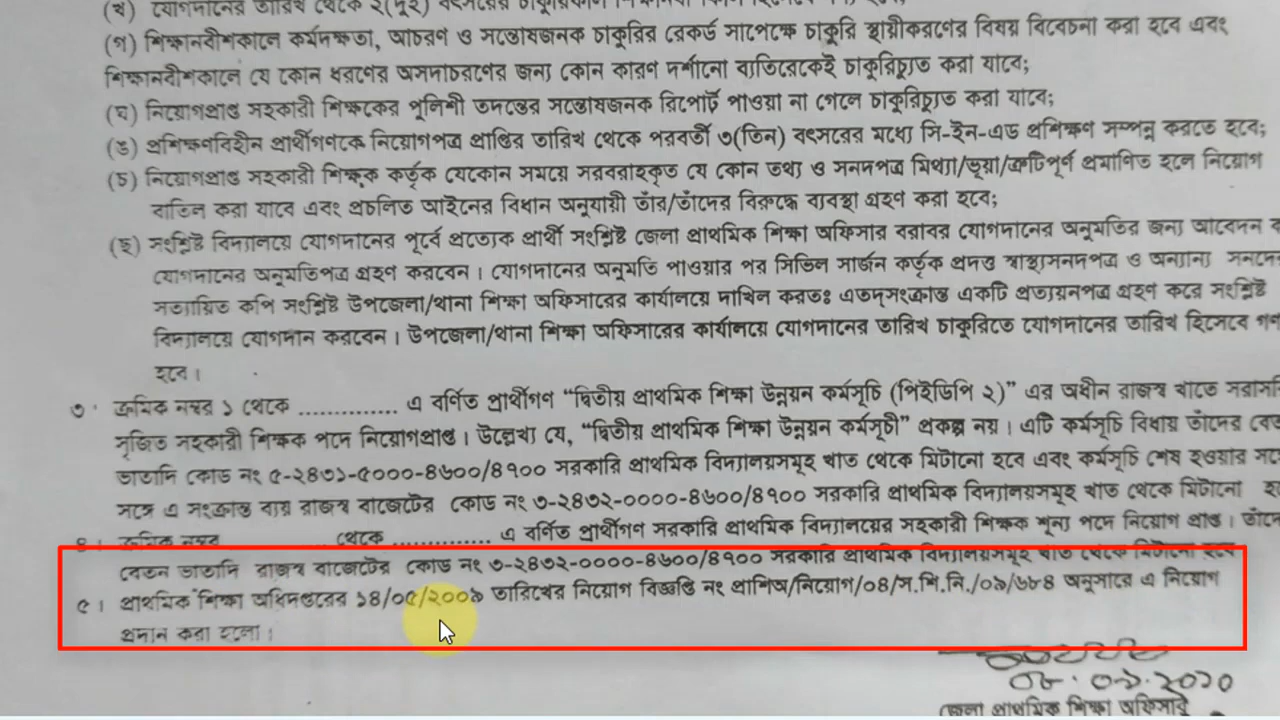 (খ) যোগদানের তারিখ থেকে ২(দুই) বৎসরের চাকুরিকাল
(গ) শিক্ষানবীশকালে কর্মদক্ষতা, আচরণ ও সন্তোষজনক চাকুরির রেকর্ড সাপেক্ষে চাকুরি স্থায়ীকরণের বিষয় বিবেচনা করা হবে এবং
শিক্ষানবীশকালে যে কোন ধরণের অসদাচরণের জন্য কোন কারণ দর্শানো ব্যতিরেকেই চাকুরিচ্যুত করা যাবে;
(ঘ) নিয়োগপ্রাপ্ত সহকারী শিক্ষকের পুলিশী তদন্তের সন্তোষজনক রিপোর্ট পাওয়া না গেলে চাকুরিচ্যুত করা যাবে;
(ঙ) প্রশিক্ষণবিহীন প্রার্থীগণকে নিয়োগপত্র প্রাপ্তির তারিখ থেকে পরবর্তী ৩(তিন) বৎসরের মধ্যে সি-ইন-এড প্রশিক্ষণ সম্পন্ন করতে হবে;
(চ) নিয়োগপ্রাপ্ত সহকারী শিক্ষক কর্তৃক যেকোন সময়ে সরবরাহকৃত যে কোন তথ্য ও সনদপত্র মিথ্যা/ভূয়া/ত্রুটিপূর্ণ প্রমাণিত হলে নিয়োগ
বাতিল করা যাবে এবং প্রচলিত আইনের বিধান অনুযায়ী তাঁর/তাঁদের বিরুদ্ধে ব্যবস্থা গ্রহণ করা হবে;
(ছ) সংশ্লিষ্ট বিদ্যালয়ে যোগদানের পূর্বে প্রত্যেক প্রার্থী সংশ্লিষ্ট জেলা প্রাথমিক শিক্ষা অফিসার বরাবর যোগদানের অনুমতির জন্য আবেদন ক
যোগদানের অনুমতিপত্র গ্রহণ করবেন। যোগদানের অনুমতি পাওয়ার পর সিভিল সার্জন কর্তৃক প্রদত্ত স্বাস্থ্যসনদপত্র ও অন্যান্য সনদের
সত্যায়িত কপি সংশ্লিষ্ট উপজেলা/থানা শিক্ষা অফিসারের কার্যালয়ে দাখিল করতঃ এতদ্‌সংক্রান্ত একটি প্রত্যয়নপত্র গ্রহণ করে সংশ্লিষ্ট
বিদ্যালয়ে যোগদান করবেন। উপজেলা/থানা শিক্ষা অফিসারের কার্যালয়ে যোগদানের তারিখ চাকুরিতে যোগদানের তারিখ হিসেবে গণ
হবে।
৩। ক্রমিক নম্বর ১ থেকে .............. এ বর্ণিত প্রার্থীগণ “দ্বিতীয় প্রাথমিক শিক্ষা উন্নয়ন কর্মসূচি (পিইডিপি ২)” এর অধীন রাজস্ব খাতে সরাসরি
সৃজিত সহকারী শিক্ষক পদে নিয়োগপ্রাপ্ত। উল্লেখ্য যে, “দ্বিতীয় প্রাথমিক শিক্ষা উন্নয়ন কর্মসূচী” প্রকল্প নয়। এটি কর্মসূচি বিধায় তাঁদের বেত
ভাতাদি কোড নং ৫-২৪৩১-৫০০০-৪৬০০/৪৭০০ সরকারি প্রাথমিক বিদ্যালয়সমূহ খাত থেকে মিটানো হবে এবং কর্মসূচি শেষ হওয়ার সঙ্গে
সঙ্গে এ সংক্রান্ত ব্যয় রাজস্ব বাজেটের কোড নং ৩-২৪৩২-০০০০-৪৬০০/৪৭০০ সরকারি প্রাথমিক বিদ্যালয়সমূহ খাত থেকে মিটানো
৪। ক্রমিক নম্বর .............. থেকে .............. এ বর্ণিত প্রার্থীগণ সরকারি প্রাথমিক বিদ্যালয়ের সহকারী শিক্ষক শূন্য পদে নিয়োগ প্রাপ্ত। তাঁদে
বেতন ভাতাদি রাজস্ব বাজেটের কোড নং ৩-২৪৩২-০০০০-৪৬০০/৪৭০০ সরকারি প্রাথমিক বিদ্যালয়সমূহ খাত থেকে মিটানো হবে
৫। প্রাথমিক শিক্ষা অধিদপ্তরের ১৪/০৫/২০০৯ তারিখের নিয়োগ বিজ্ঞপ্তি নং প্রাশিঅ/নিয়োগ/০৪/স.শি.নি./০৯/৬৮৪ অনুসারে এ নিয়োগ
প্রদান করা হলো।
জেলা প্রাথমিক শিক্ষা অফিসার